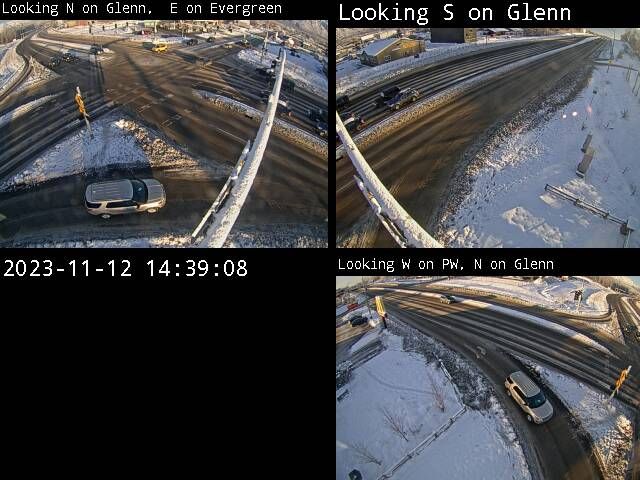 Looking N on Glenn,  E on Evergreen
Looking S on Glenn
2023-11-12 14:39:08
Looking W on PW, N on Glenn